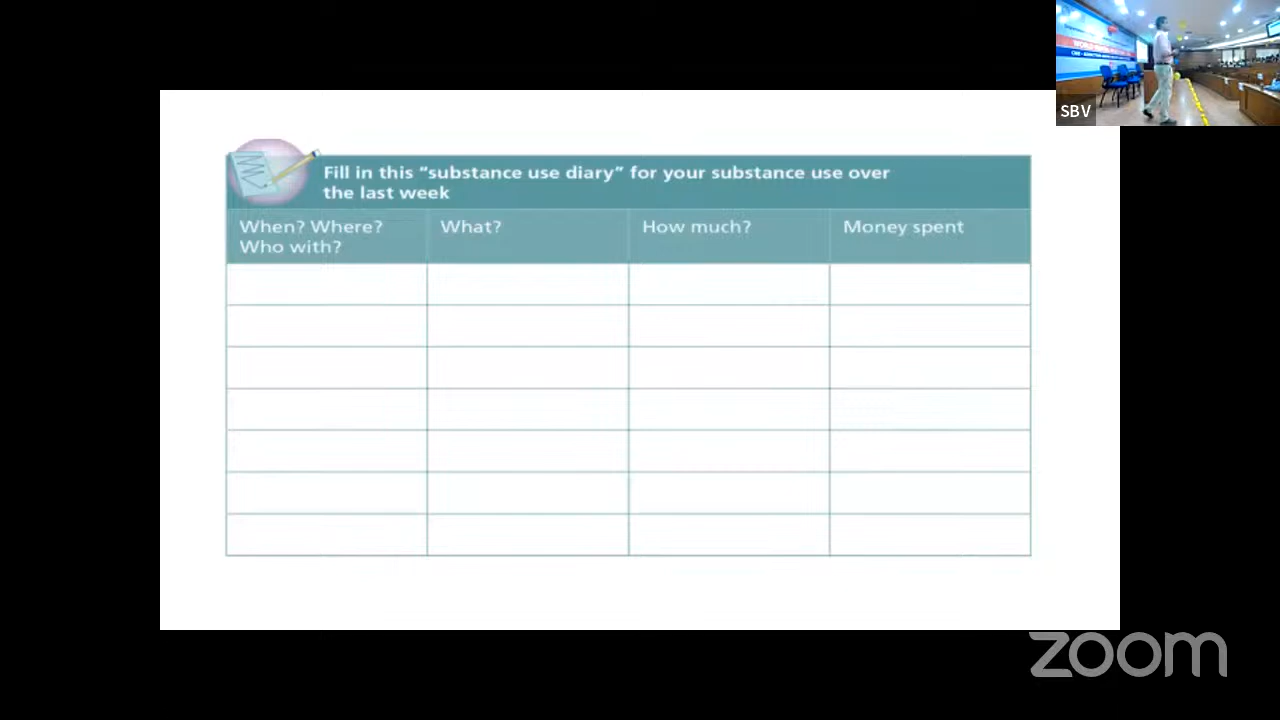 SBV
Fill in this “substance use diary” for your substance use over
the last week
When? Where?
Who with?
What?
How much?
Money spent
zoom